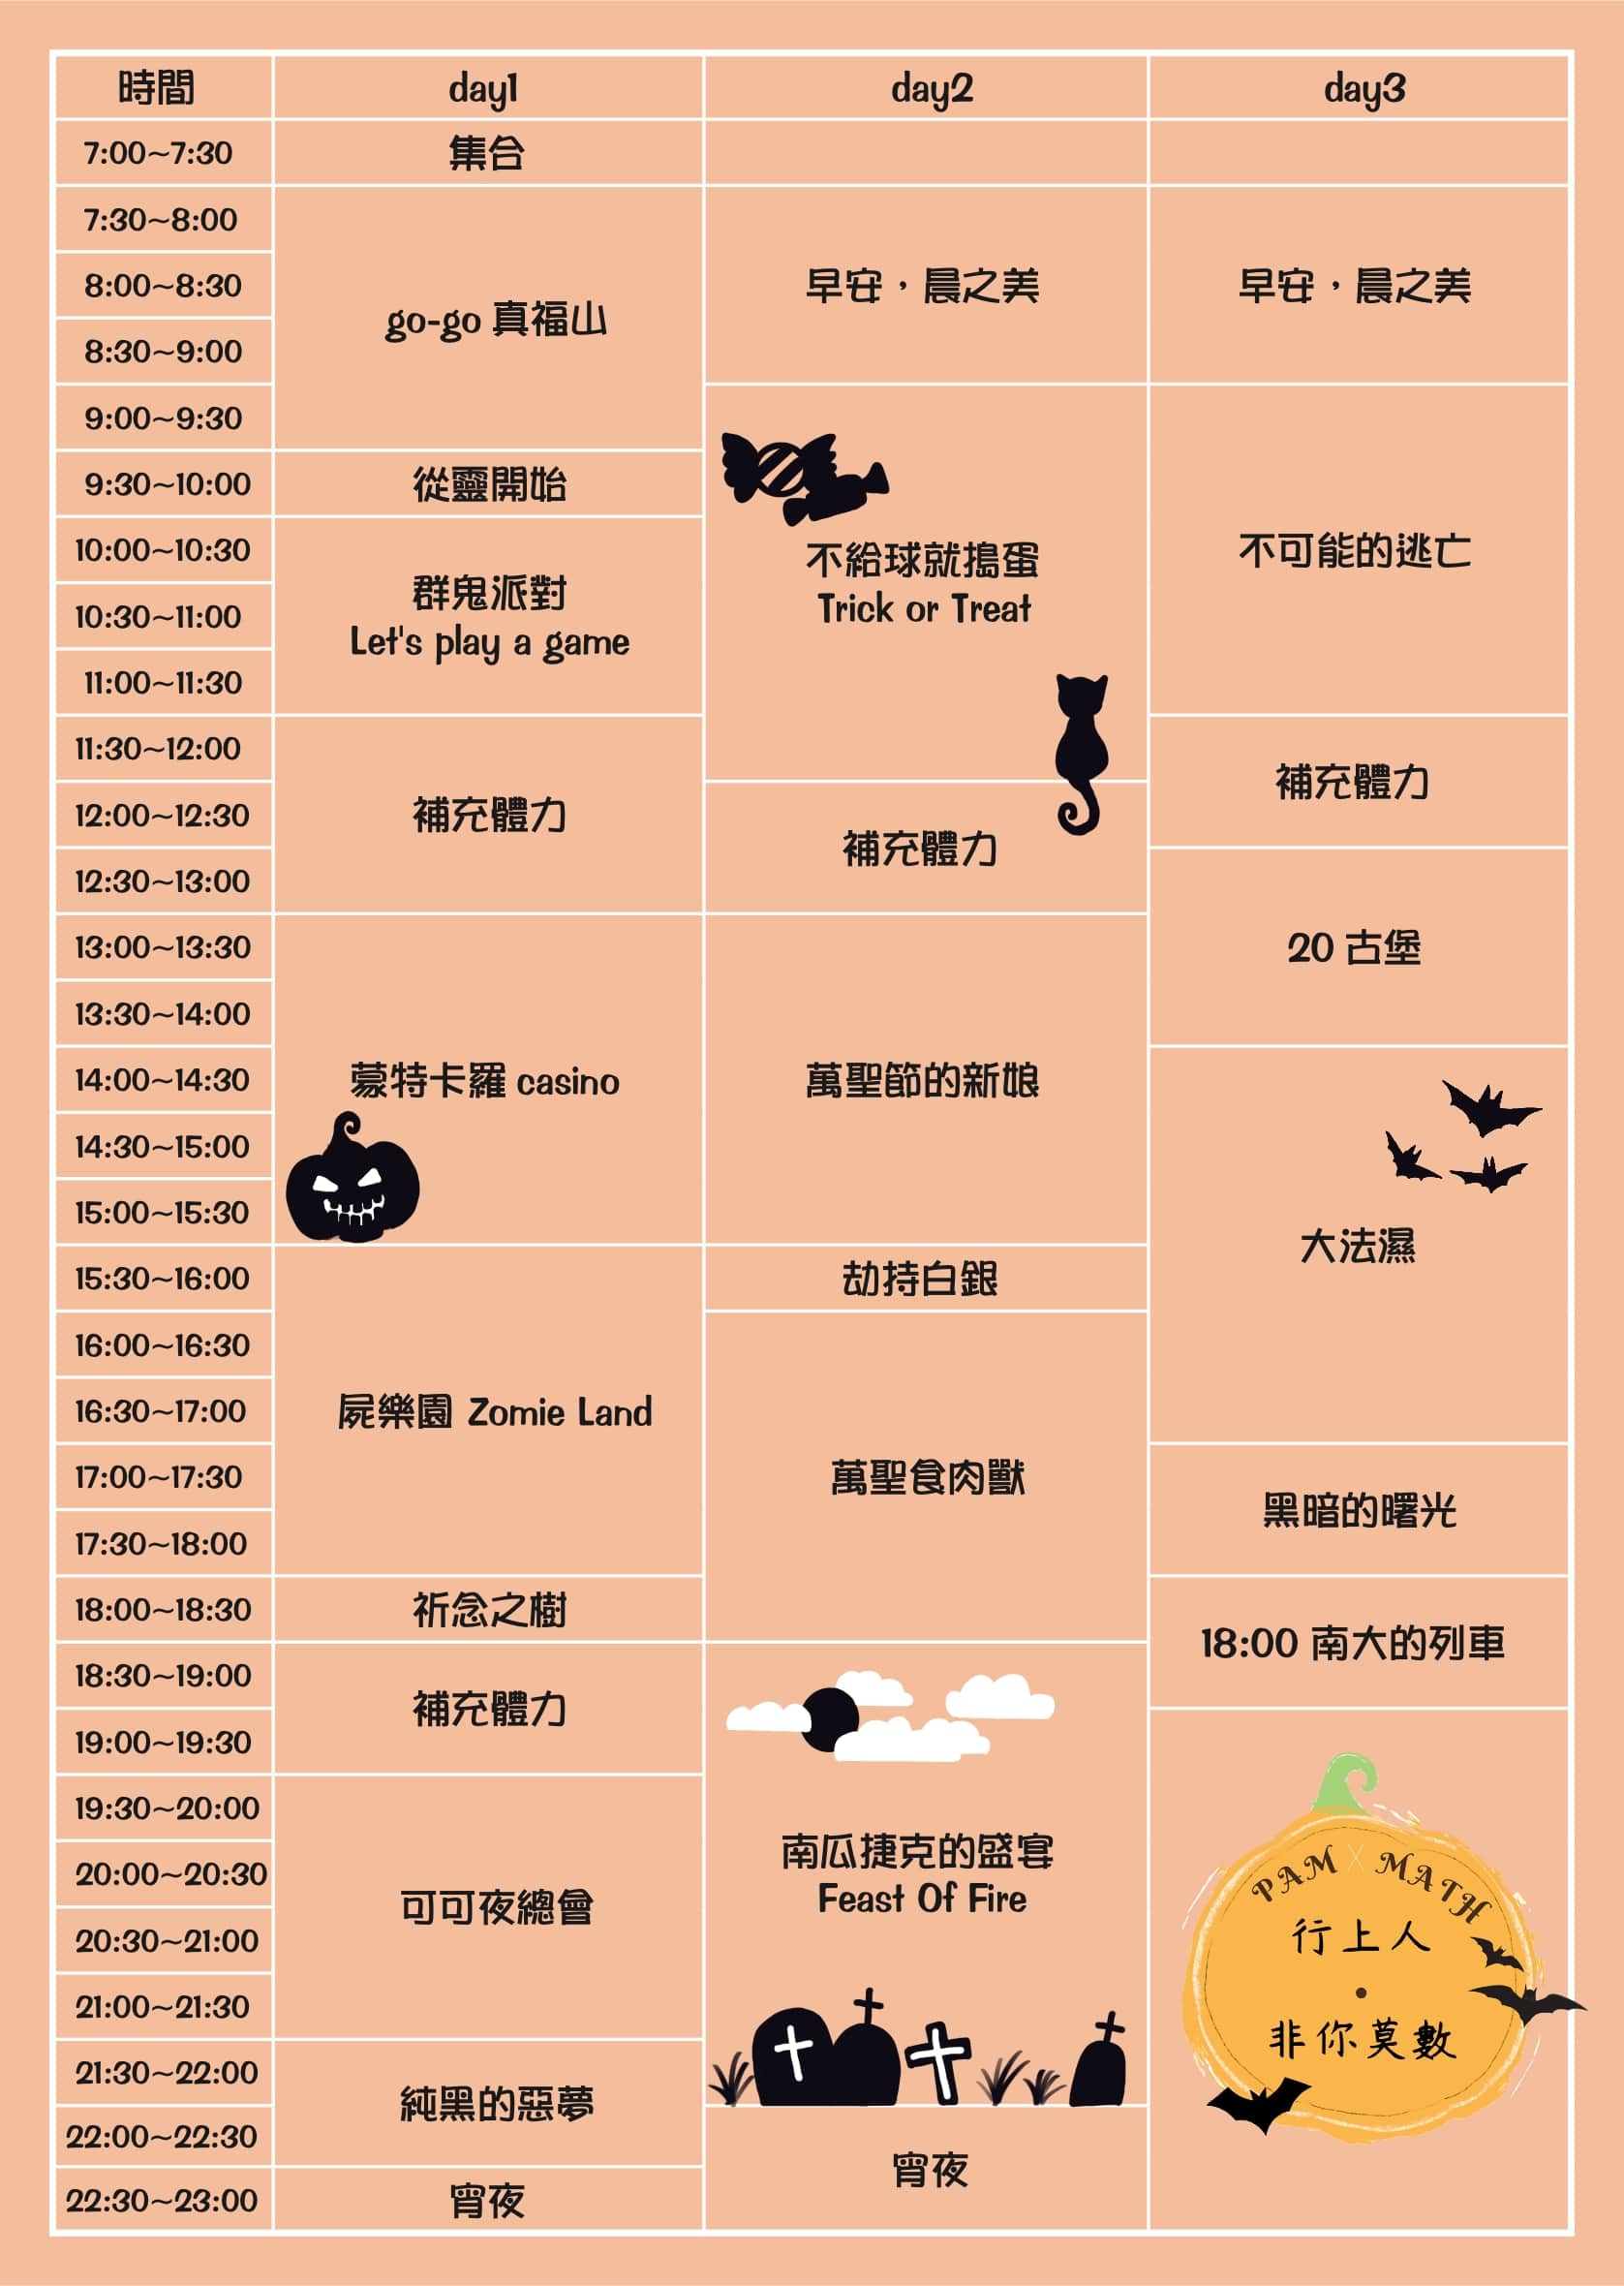 時間 day1 day2 day3
7:00~7:30 集合
7:30~8:00
8:00~8:30 早安，晨之美 早安，晨之美
go-go 真福山
8:30~9:00
9:00~9:30
9:30~10:00 從靈開始
10:00~10:30 不給球就搗蛋 不可能的逃亡
群鬼派對 Trick or Treat
10:30~11:00
Let's play a game
11:00~11:30
11:30~12:00
補充體力
12:00~12:30 補充體力
補充體力
12:30~13:00
13:00~13:30 20 古堡
13:30~14:00
14:00~14:30 蒙特卡羅 casino 萬聖節的新娘
14:30~15:00
15:00~15:30
大法濕
15:30~16:00 劫持白銀
16:00~16:30
16:30~17:00 屍樂園 Zomie Land
17:00~17:30 萬聖食肉獸
黑暗的曙光
17:30~18:00
18:00~18:30 祈念之樹
18:00 南大的列車
18:30~19:00
補充體力
19:00~19:30
19:30~20:00
南瓜捷克的盛宴
20:00~20:30 PAM X MATH
Feast Of Fire
可可夜總會
20:30~21:00 行上人
21:00~21:30
•
非你莫數
21:30~22:00
純黑的惡夢
22:00~22:30
宵夜
22:30~23:00 宵夜